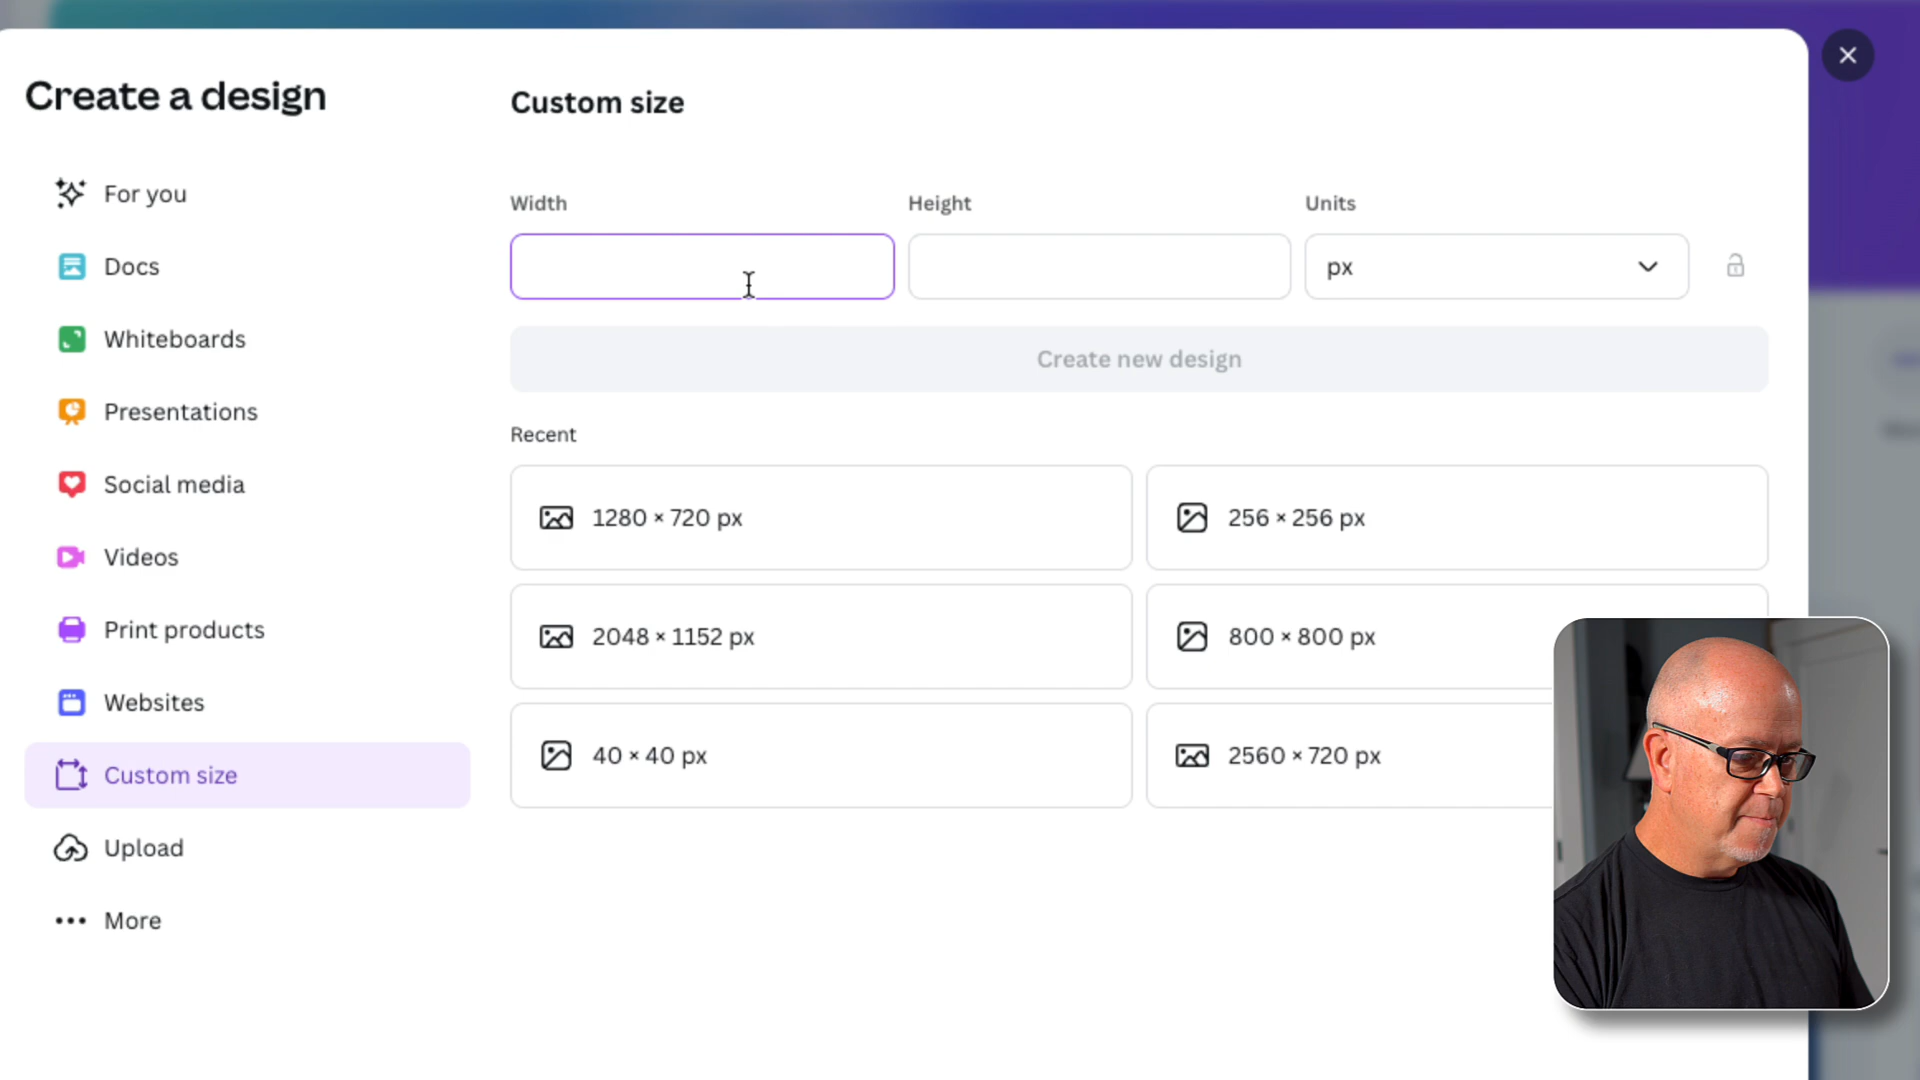 Create a design
For you
Docs
Whiteboards
Presentations
Social media
Videos
Print products
Websites
Custom size
Upload
More
Custom size
Width
Height
Units
px
Create new design
Recent
1280 × 720 px
256 × 256 px
2048 × 1152 px
800 × 800 px
40 × 40 px
2560 × 720 px